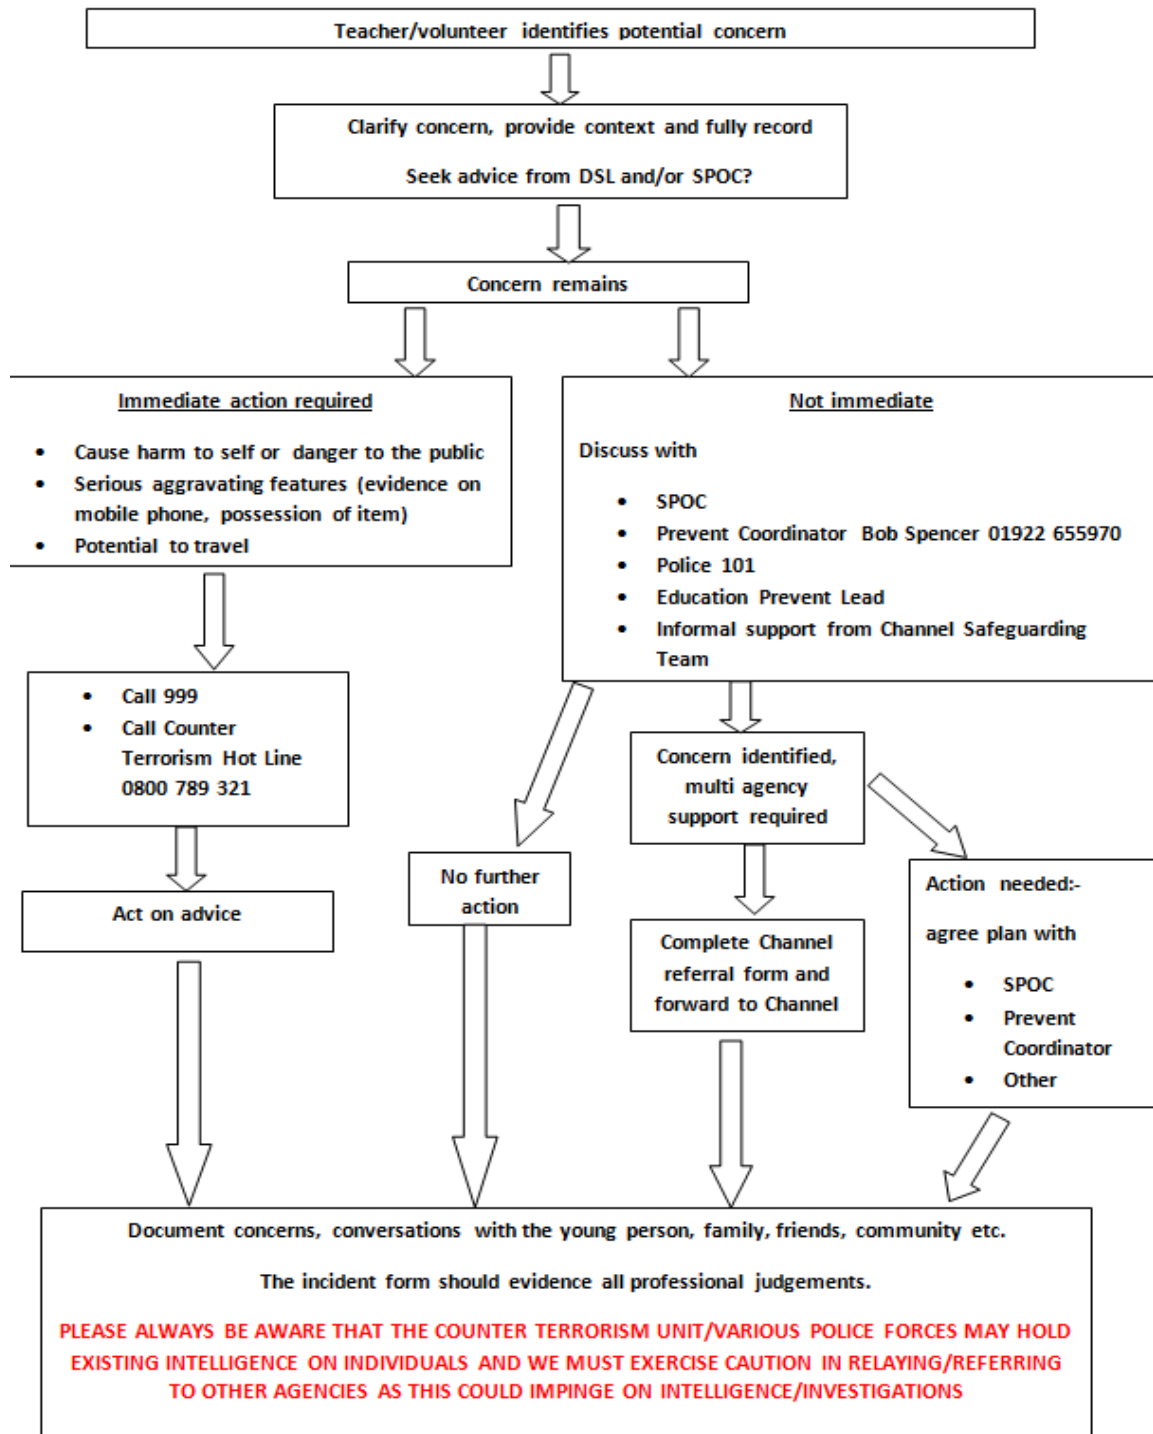 Teacher/volunteer identifies potential concern
Clarify concern, provide context and fully record
Seek advice from DSL and/or SPOC?
Concern remains
Immediate action required
• Cause harm to self or danger to the public
• Serious aggravating features (evidence on
mobile phone, possession of item)
• Potential to travel
Not immediate
Discuss with
• SPOC
• Prevent Coordinator Bob Spencer 01922 655970
• Police 101
• Education Prevent Lead
• Informal support from Channel Safeguarding
Team
• Call 999
• Call Counter
Terrorism Hot Line
0800 789 321
Concern identified,
multi agency
support required
No further
action
Action needed:-
agree plan with
• SPOC
• Prevent
Coordinator
• Other
Act on advice
Complete Channel
referral form and
forward to Channel
Document concerns, conversations with the young person, family, friends, community etc.
The incident form should evidence all professional judgements.
PLEASE ALWAYS BE AWARE THAT THE COUNTER TERRORISM UNIT/VARIOUS POLICE FORCES MAY HOLD
EXISTING INTELLIGENCE ON INDIVIDUALS AND WE MUST EXERCISE CAUTION IN RELAYING/REFERRING
TO OTHER AGENCIES AS THIS COULD IMPINGE ON INTELLIGENCE/INVESTIGATIONS